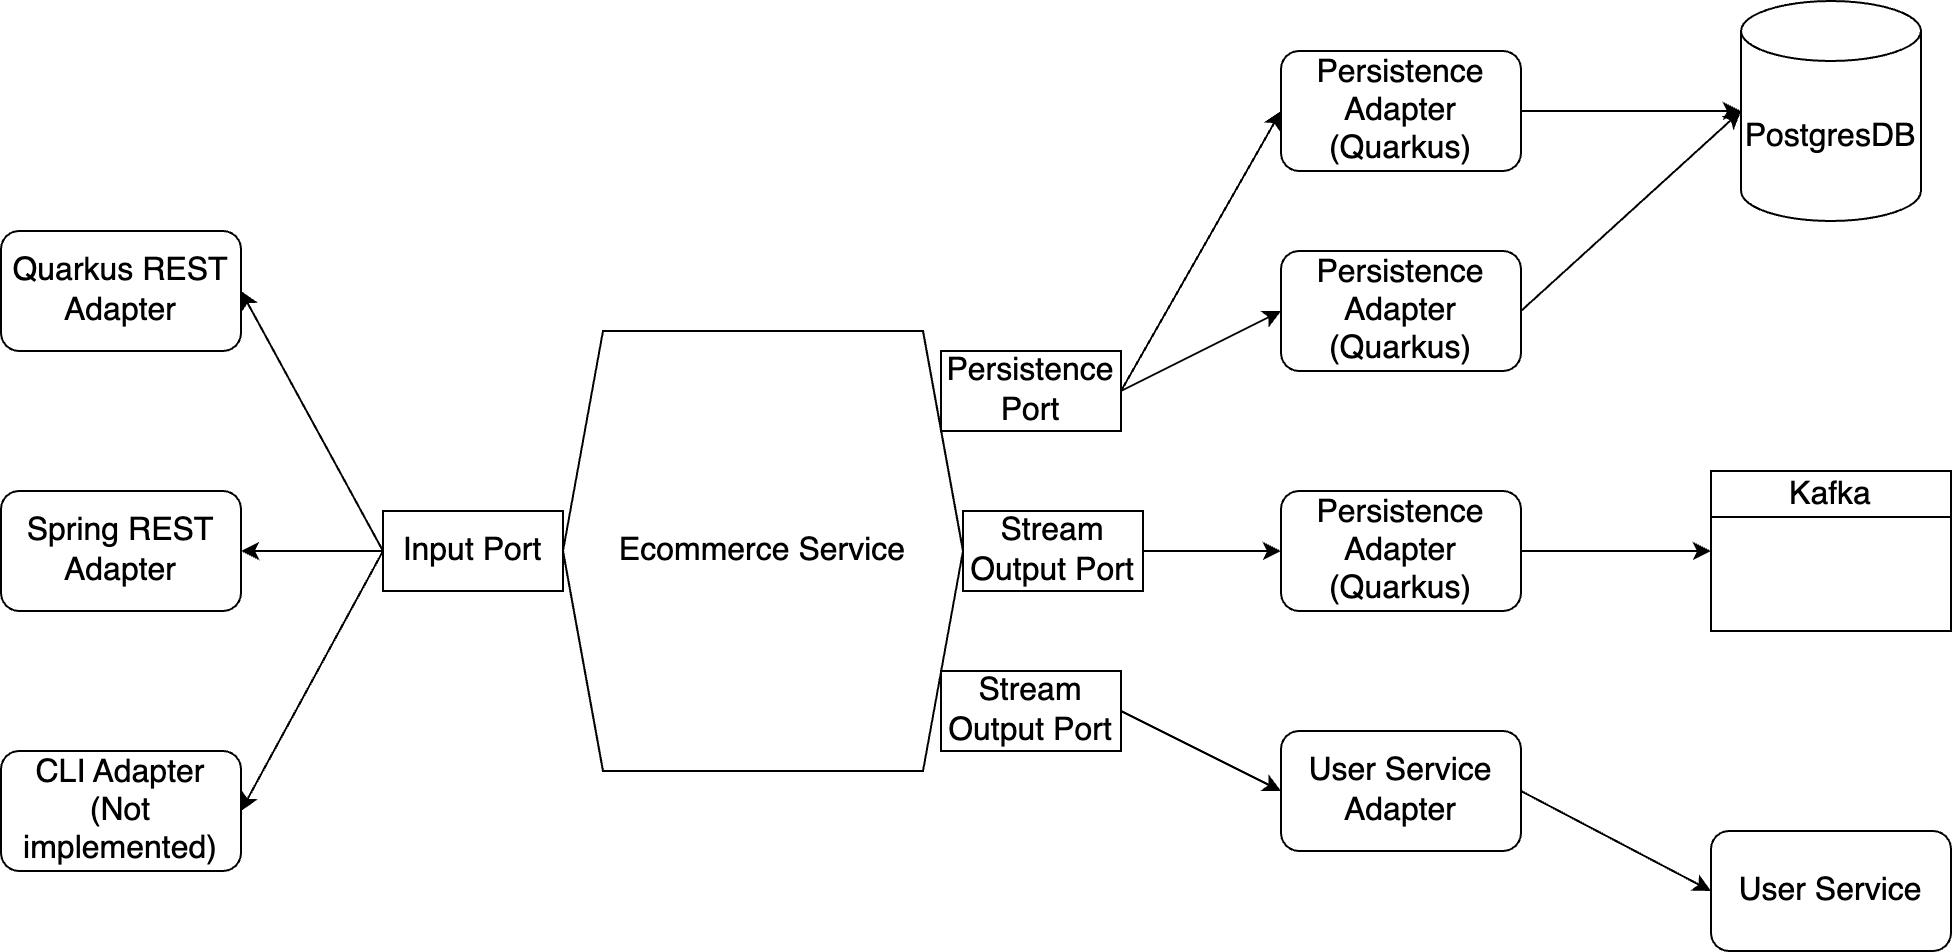 Persistence
Adapter
(Quarkus)
PostgresDB
Quarkus REST
Adapter
Persistence
Adapter
(Quarkus)
Persistence
Port
Spring REST
Adapter
Input Port
Ecommerce Service
Stream
Output Port
Persistence
Adapter
(Quarkus)
Kafka
Stream
Output Port
CLI Adapter
(Not
implemented)
User Service
Adapter
User Service